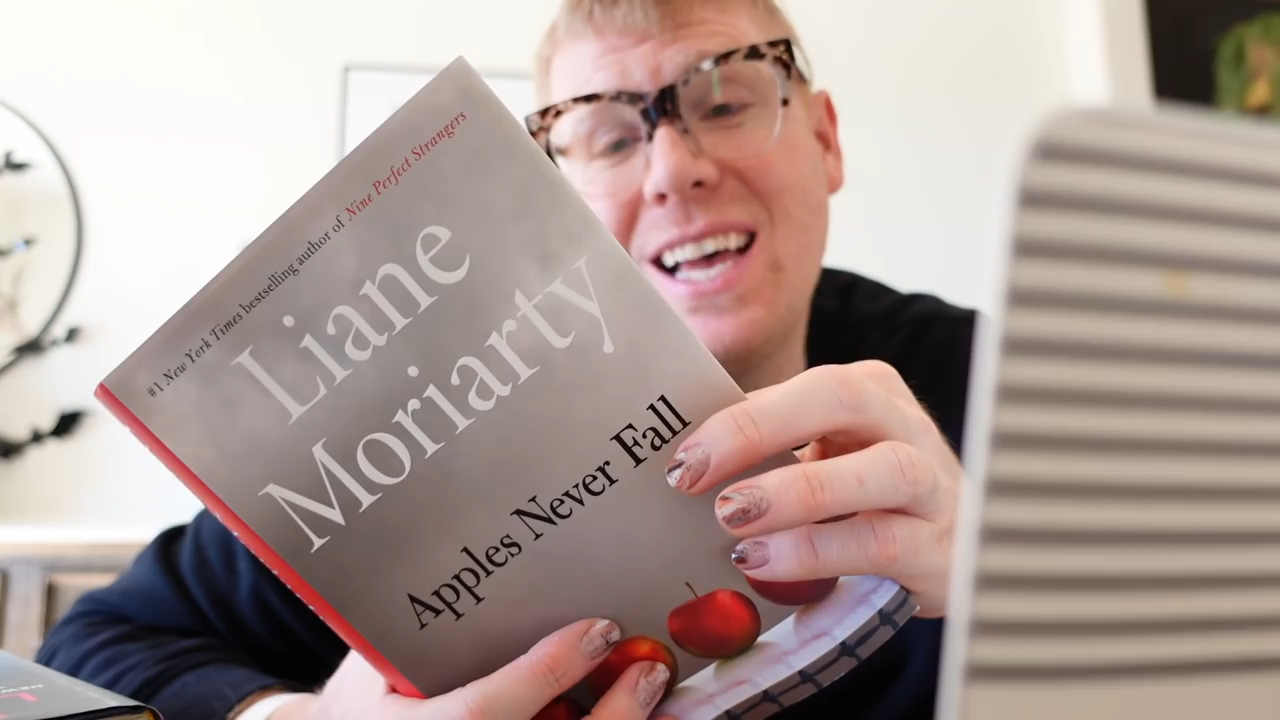 #1 New York Times bestselling author of Nine Perfect Strangers
Liane
Moriarty
Apples Never Fall